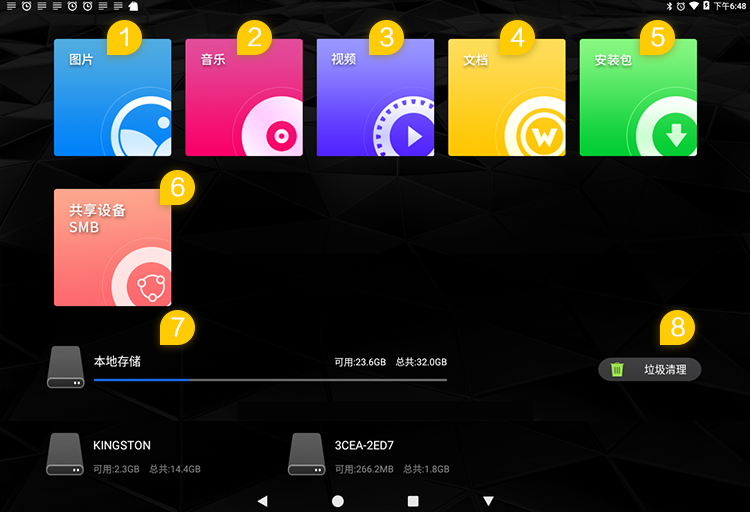 下午6:48
1
2
3
4
5
图片
音乐
视频
文档
安装包
W
6
共享设备
SMB
7
8
本地存储
可用:23.6GB 总共:32.0GB
垃圾清理
KINGSTON
3CEA-2ED7
可用:2.3GB 总共:14.4GB
可用:266.2MB 总共:1.8GB